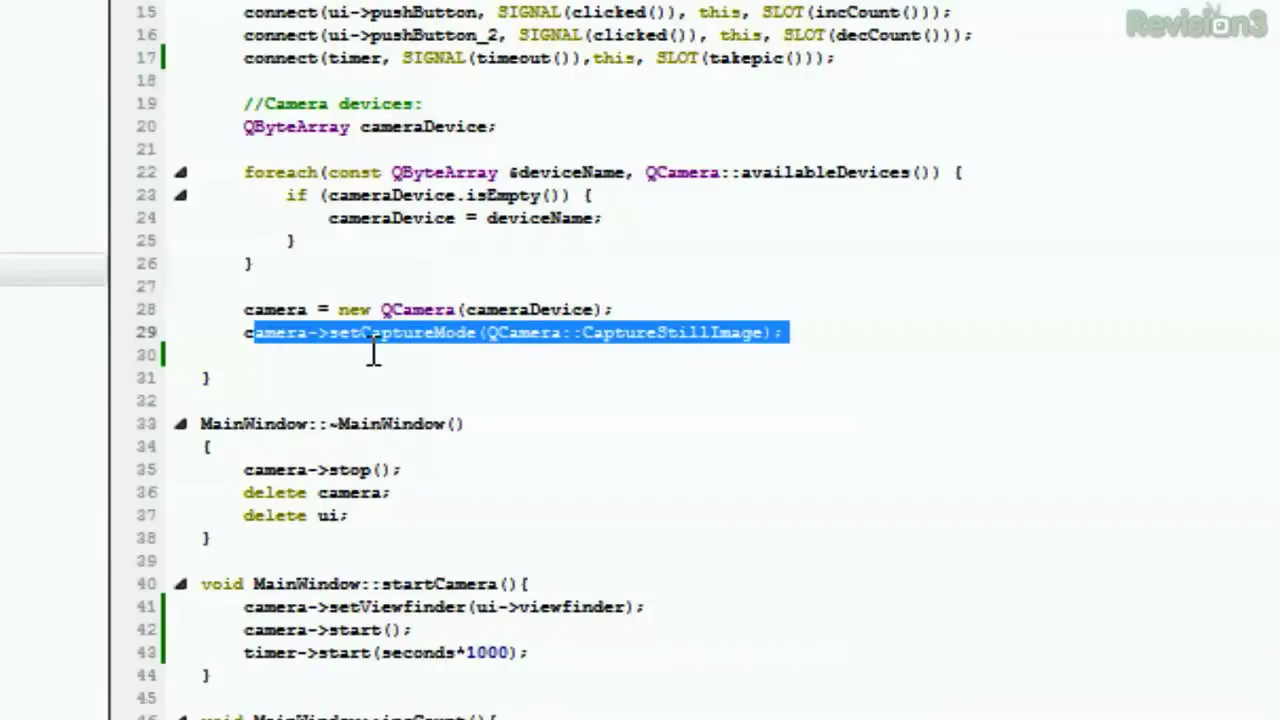 Revision3
15 connect(ui->pushButton, SIGNAL(clicked()), this, SLOT(incCount()));
16 connect(ui->pushButton_2, SIGNAL(clicked()), this, SLOT(decCount()));
17 connect(timer, SIGNAL(timeout()),this, SLOT(takepic()));
18
19 //Camera devices:
20 QByteArray cameraDevice;
21
22 foreach(const QByteArray &deviceName, QCamera::availableDevices()) {
23 if (cameraDevice.isEmpty()) {
24 cameraDevice = deviceName;
25 }
26 }
27
28 camera = new QCamera(cameraDevice);
29 camera->setCaptureMode(QCamera::CaptureStillImage);
30
31 }
32
33 MainWindow::~MainWindow()
34 {
35 camera->stop();
36 delete camera;
37 delete ui;
38 }
39
40 void MainWindow::startCamera(){
41 camera->setViewfinder(ui->viewfinder);
42 camera->start();
43 timer->start(seconds*1000);
44 }
45
46 void MainWindow::incCount(){